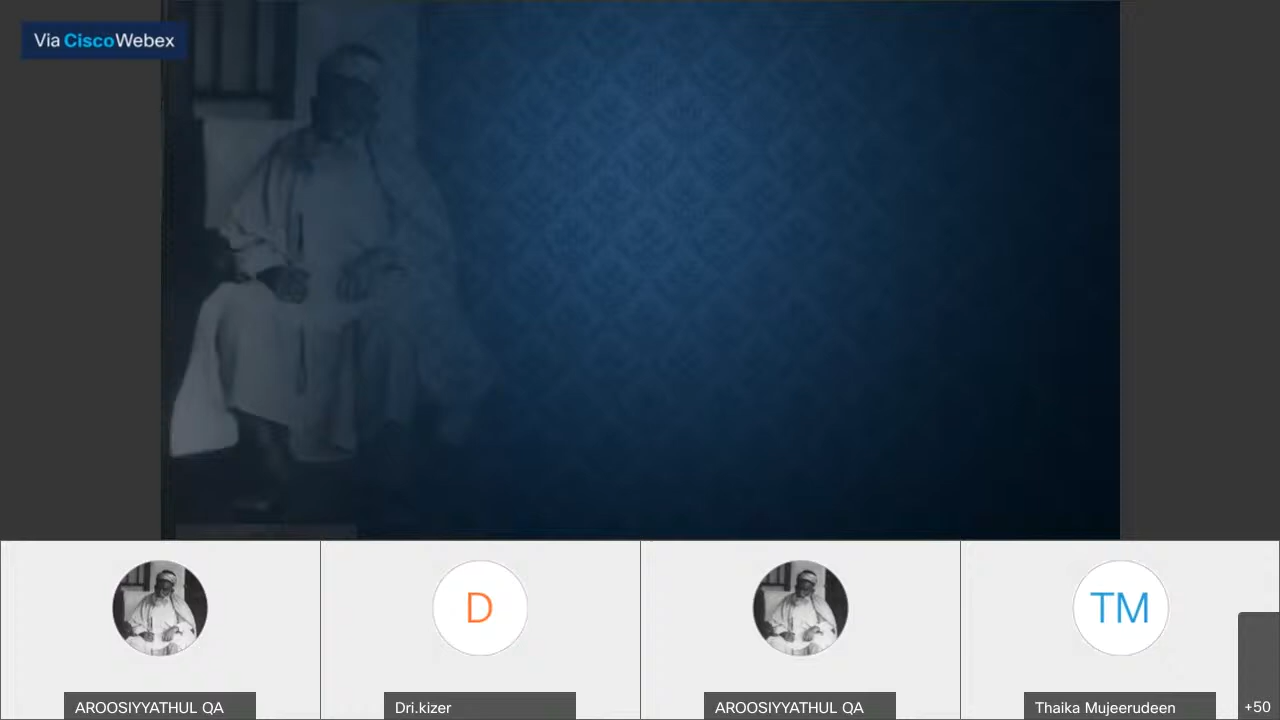 Via CiscoWebex
D
TM
AROOSIYYATHUL QA
Dri.kizer
AROOSIYYATHUL QA
Thaika Mujeerudeen
+50